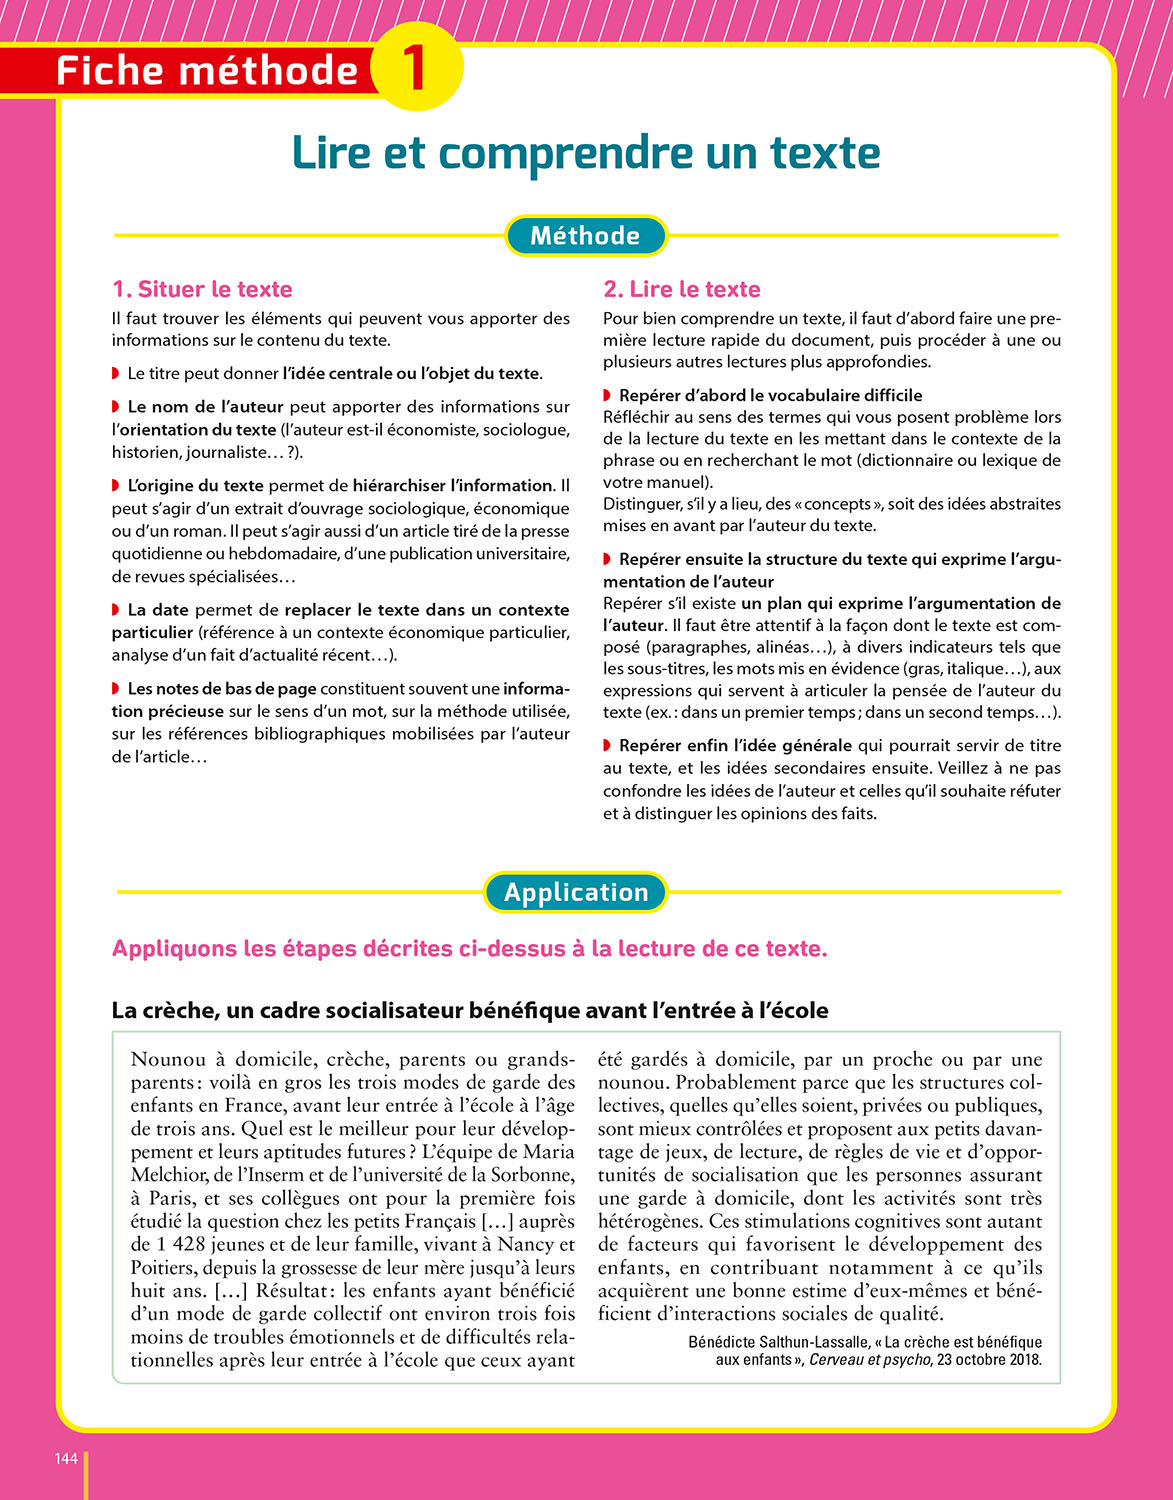 Fiche méthode 1
Lire et comprendre un texte
Méthode
1. Situer le texte
Il faut trouver les éléments qui peuvent vous apporter des
informations sur le contenu du texte.
◗ Le titre peut donner l’idée centrale ou l’objet du texte.
◗ Le nom de l’auteur peut apporter des informations sur
l’orientation du texte (l’auteur est-il économiste, sociologue,
historien, journaliste… ?).
◗ L’origine du texte permet de hiérarchiser l’information. Il
peut s’agir d’un extrait d’ouvrage sociologique, économique
ou d’un roman. Il peut s’agir aussi d’un article tiré de la presse
quotidienne ou hebdomadaire, d’une publication universitaire,
de revues spécialisées…
◗ La date permet de replacer le texte dans un contexte
particulier (référence à un contexte économique particulier,
analyse d’un fait d’actualité récent…).
◗ Les notes de bas de page constituent souvent une informa-
tion précieuse sur le sens d’un mot, sur la méthode utilisée,
sur les références bibliographiques mobilisées par l’auteur
de l’article…
2. Lire le texte
Pour bien comprendre un texte, il faut d’abord faire une pre-
mière lecture rapide du document, puis procéder à une ou
plusieurs autres lectures plus approfondies.
◗ Repérer d’abord le vocabulaire difficile
Réfléchir au sens des termes qui vous posent problème lors
de la lecture du texte en les mettant dans le contexte de la
phrase ou en recherchant le mot (dictionnaire ou lexique de
votre manuel).
Distinguer, s’il y a lieu, des « concepts », soit des idées abstraites
mises en avant par l’auteur du texte.
◗ Repérer ensuite la structure du texte qui exprime l’argu-
mentation de l’auteur
Repérer s’il existe un plan qui exprime l’argumentation de
l’auteur. Il faut être attentif à la façon dont le texte est com-
posé (paragraphes, alinéas…), à divers indicateurs tels que
les sous-titres, les mots mis en évidence (gras, italique…), aux
expressions qui servent à articuler la pensée de l’auteur du
texte (ex. : dans un premier temps ; dans un second temps…).
◗ Repérer enfin l’idée générale qui pourrait servir de titre
au texte, et les idées secondaires ensuite. Veillez à ne pas
confondre les idées de l’auteur et celles qu’il souhaite réfuter
et à distinguer les opinions des faits.
Application
Appliquons les étapes décrites ci-dessus à la lecture de ce texte.
La crèche, un cadre socialisateur bénéfique avant l’entrée à l’école
Nounou à domicile, crèche, parents ou grands-
parents : voilà en gros les trois modes de garde des
enfants en France, avant leur entrée à l’école à l’âge
de trois ans. Quel est le meilleur pour leur dévelop-
pement et leurs aptitudes futures ? L’équipe de Maria
Melchior, de l’Inserm et de l’université de la Sorbonne,
à Paris, et ses collègues ont pour la première fois
étudié la question chez les petits Français […] auprès
de 1 428 jeunes et de leur famille, vivant à Nancy et
Poitiers, depuis la grossesse de leur mère jusqu’à leurs
huit ans. […] Résultat : les enfants ayant bénéficié
d’un mode de garde collectif ont environ trois fois
moins de troubles émotionnels et de difficultés rela-
tionnelles après leur entrée à l’école que ceux ayant
été gardés à domicile, par un proche ou par une
nounou. Probablement parce que les structures col-
lectives, quelles qu’elles soient, privées ou publiques,
sont mieux contrôlées et proposent aux petits davan-
tage de jeux, de lecture, de règles de vie et d’oppor-
tunités de socialisation que les personnes assurant
une garde à domicile, dont les activités sont très
hétérogènes. Ces stimulations cognitives sont autant
de facteurs qui favorisent le développement des
enfants, en contribuant notamment à ce qu’ils
acquièrent une bonne estime d’eux-mêmes et béné-
ficient d’interactions sociales de qualité.
Bénédicte Salthun-Lassalle, « La crèche est bénéfique
aux enfants », Cerveau et psycho, 23 octobre 2018.
144